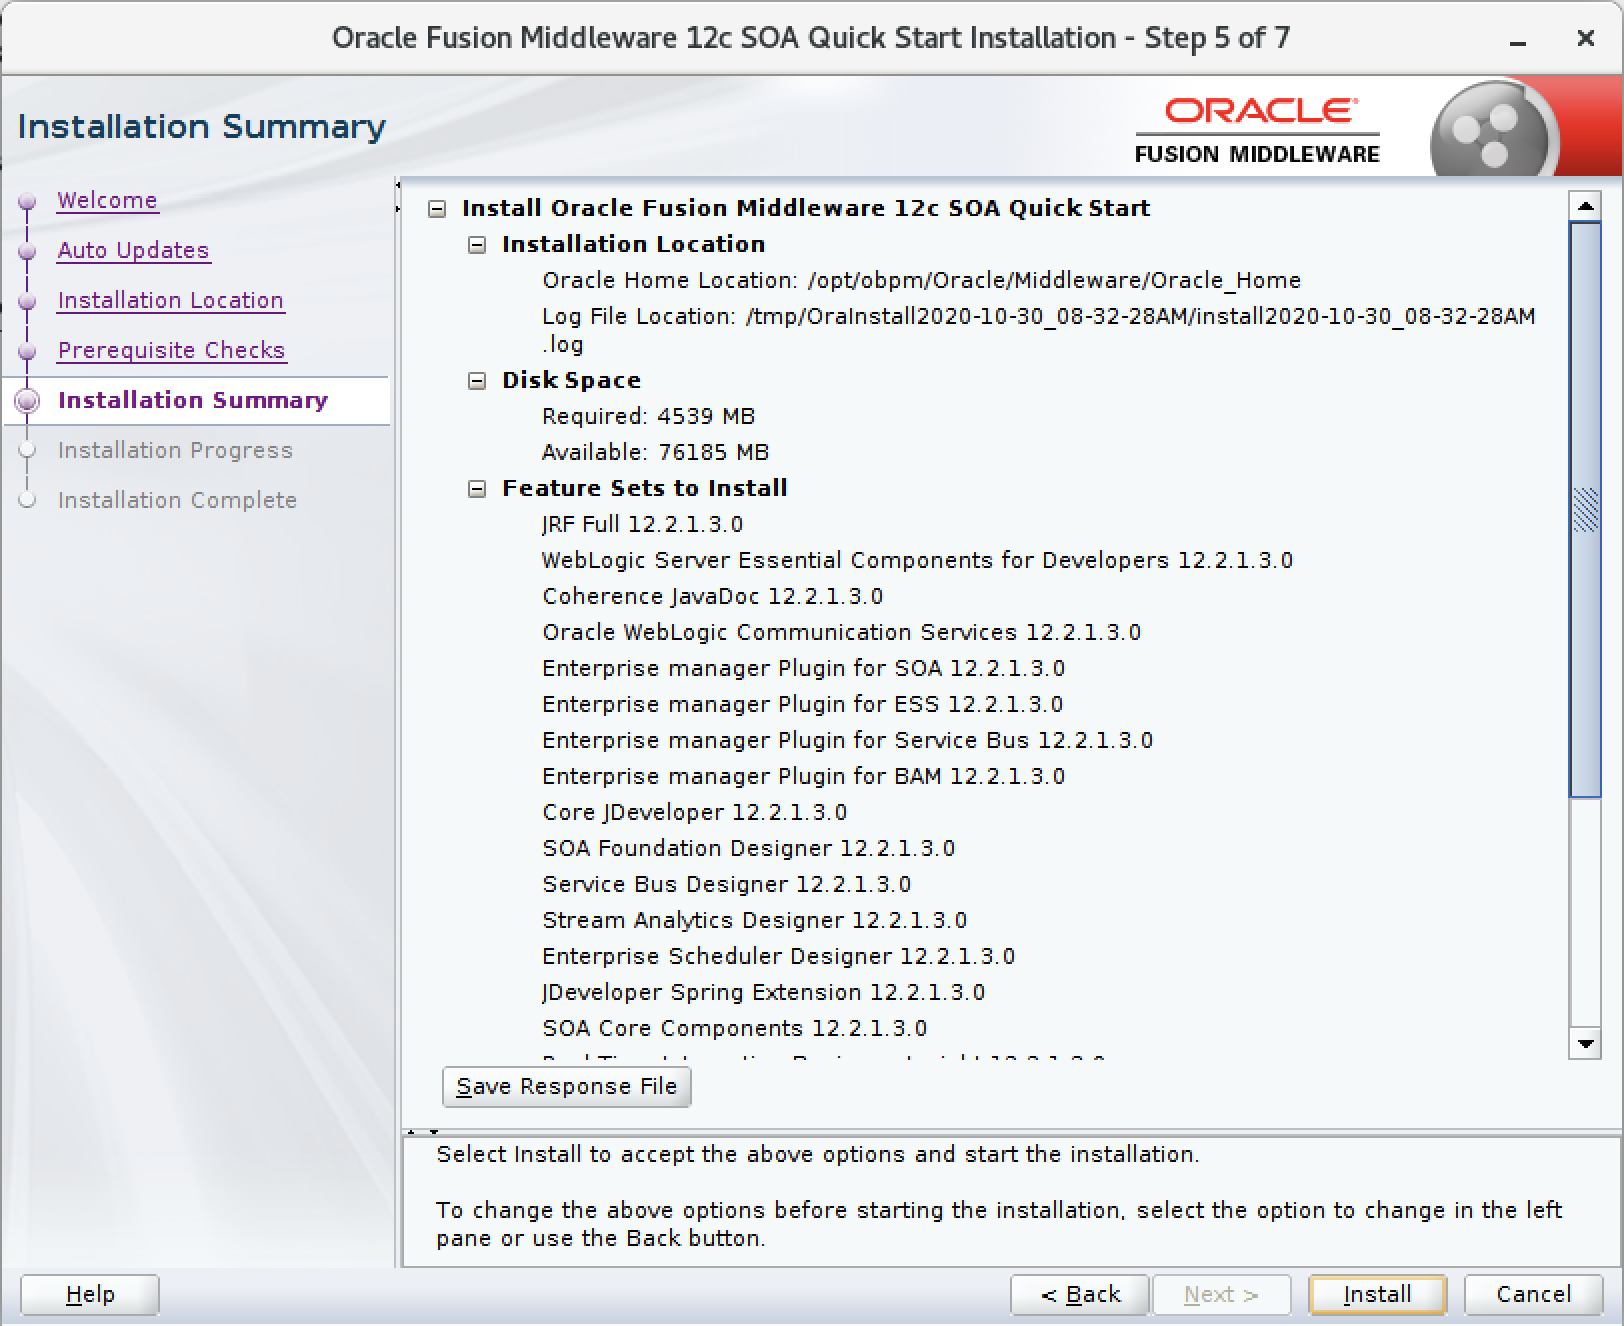 Oracle Fusion Middleware 12c SOA Quick Start Installation - Step 5 of 7
Installation Summary
ORACLE
FUSION MIDDLEWARE
Welcome
Auto Updates
Installation Location
Prerequisite Checks
Installation Summary
Installation Progress
Installation Complete
Install Oracle Fusion Middleware 12c SOA Quick Start
Installation Location
Oracle Home Location: /opt/obpm/Oracle/Middleware/Oracle_Home
Log File Location: /tmp/OraInstall2020-10-30_08-32-28AM/install2020-10-30_08-32-28AM
.log
Disk Space
Required: 4539 MB
Available: 76185 MB
Feature Sets to Install
JRF Full 12.2.1.3.0
WebLogic Server Essential Components for Developers 12.2.1.3.0
Coherence JavaDoc 12.2.1.3.0
Oracle WebLogic Communication Services 12.2.1.3.0
Enterprise manager Plugin for SOA 12.2.1.3.0
Enterprise manager Plugin for ESS 12.2.1.3.0
Enterprise manager Plugin for Service Bus 12.2.1.3.0
Enterprise manager Plugin for BAM 12.2.1.3.0
Core JDeveloper 12.2.1.3.0
SOA Foundation Designer 12.2.1.3.0
Service Bus Designer 12.2.1.3.0
Stream Analytics Designer 12.2.1.3.0
Enterprise Scheduler Designer 12.2.1.3.0
JDeveloper Spring Extension 12.2.1.3.0
SOA Core Components 12.2.1.3.0
Save Response File
Select Install to accept the above options and start the installation.
To change the above options before starting the installation, select the option to change in the left
pane or use the Back button.
Help
< Back
Next >
Install
Cancel